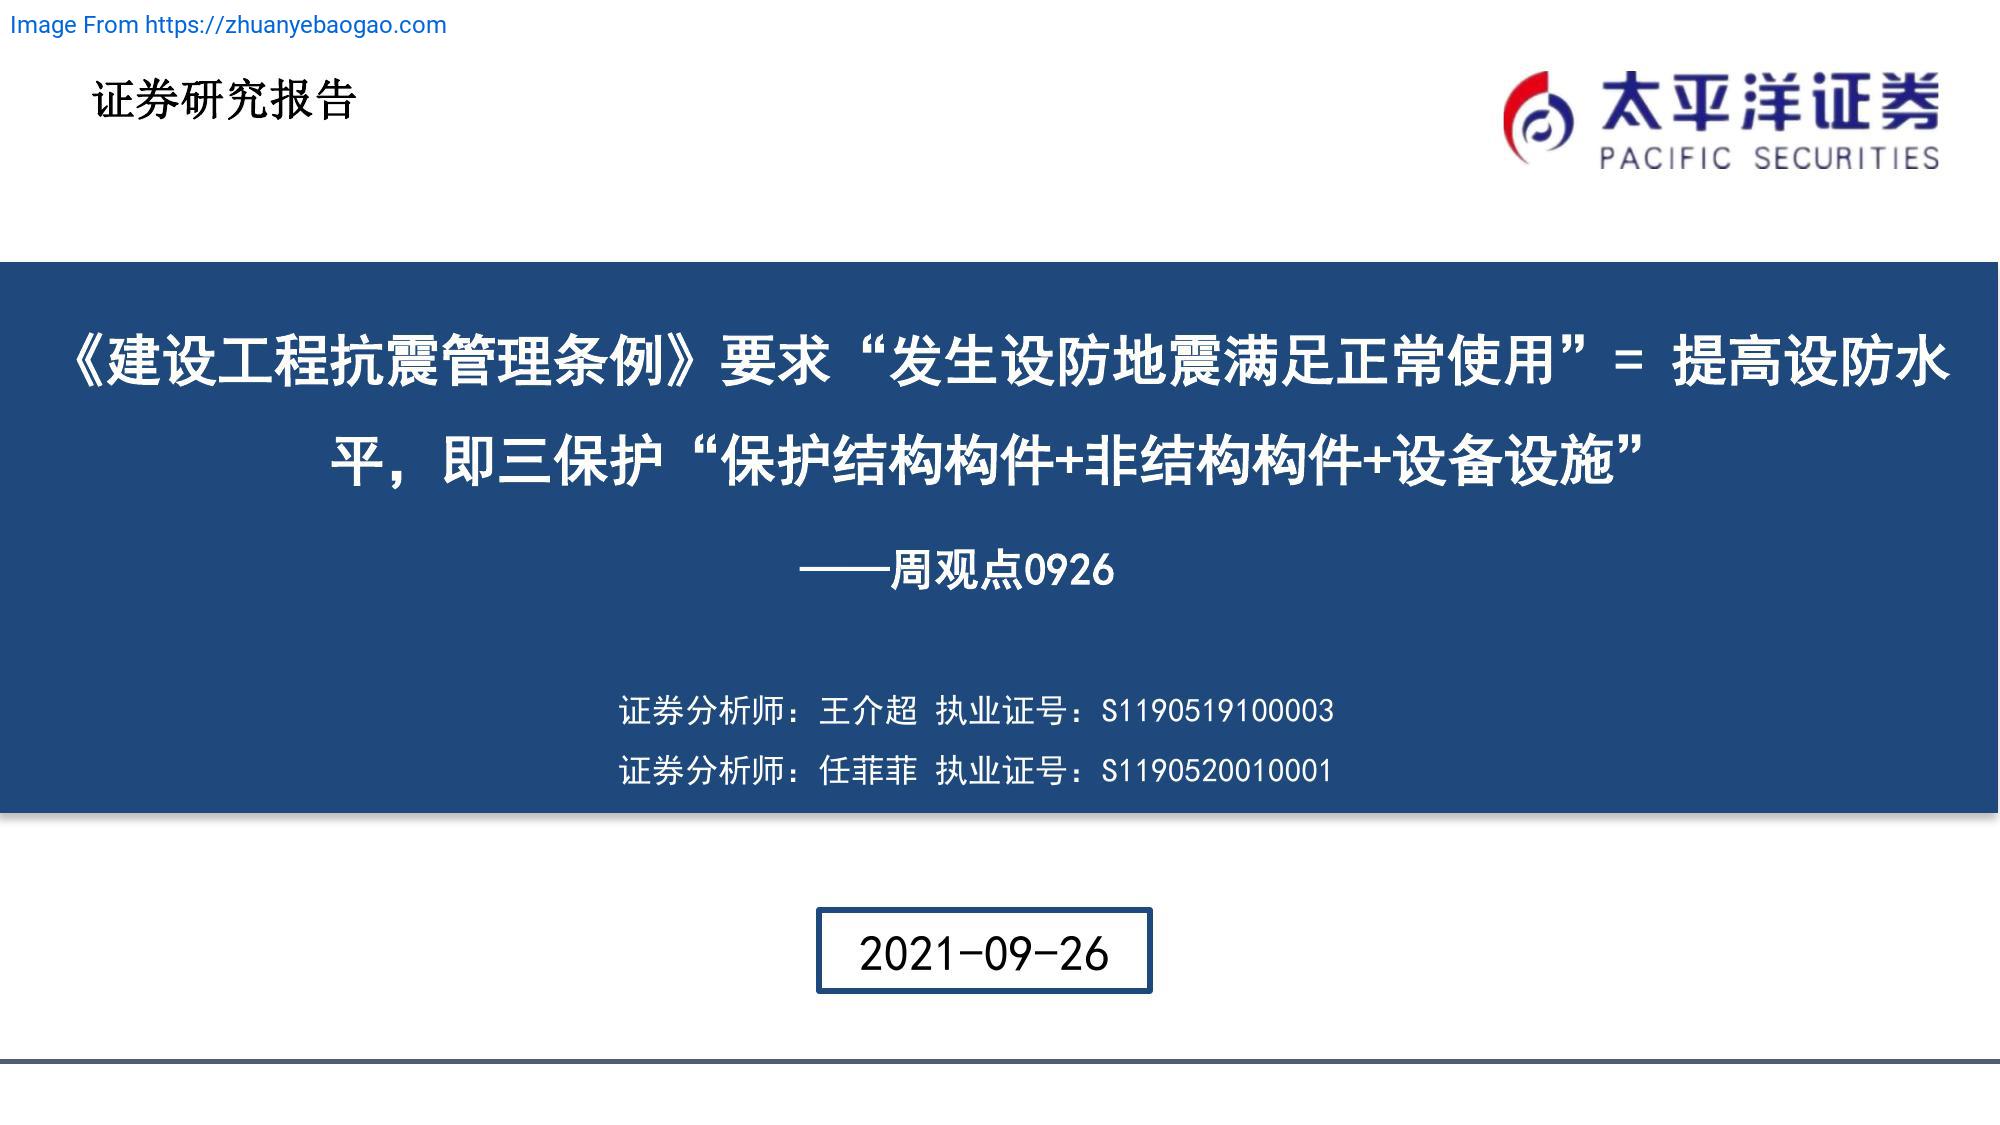 Image From https://zhuanyebaogao.com
证券研究报告
太平洋证券
PACIFIC SECURITIES
《建设工程抗震管理条例》要求“发生设防地震满足正常使用”= 提高设防水
平，即三保护“保护结构构件+非结构构件+设备设施”
——周观点0926
证券分析师：王介超 执业证号：S1190519100003
证券分析师：任菲菲 执业证号：S1190520010001
2021-09-26